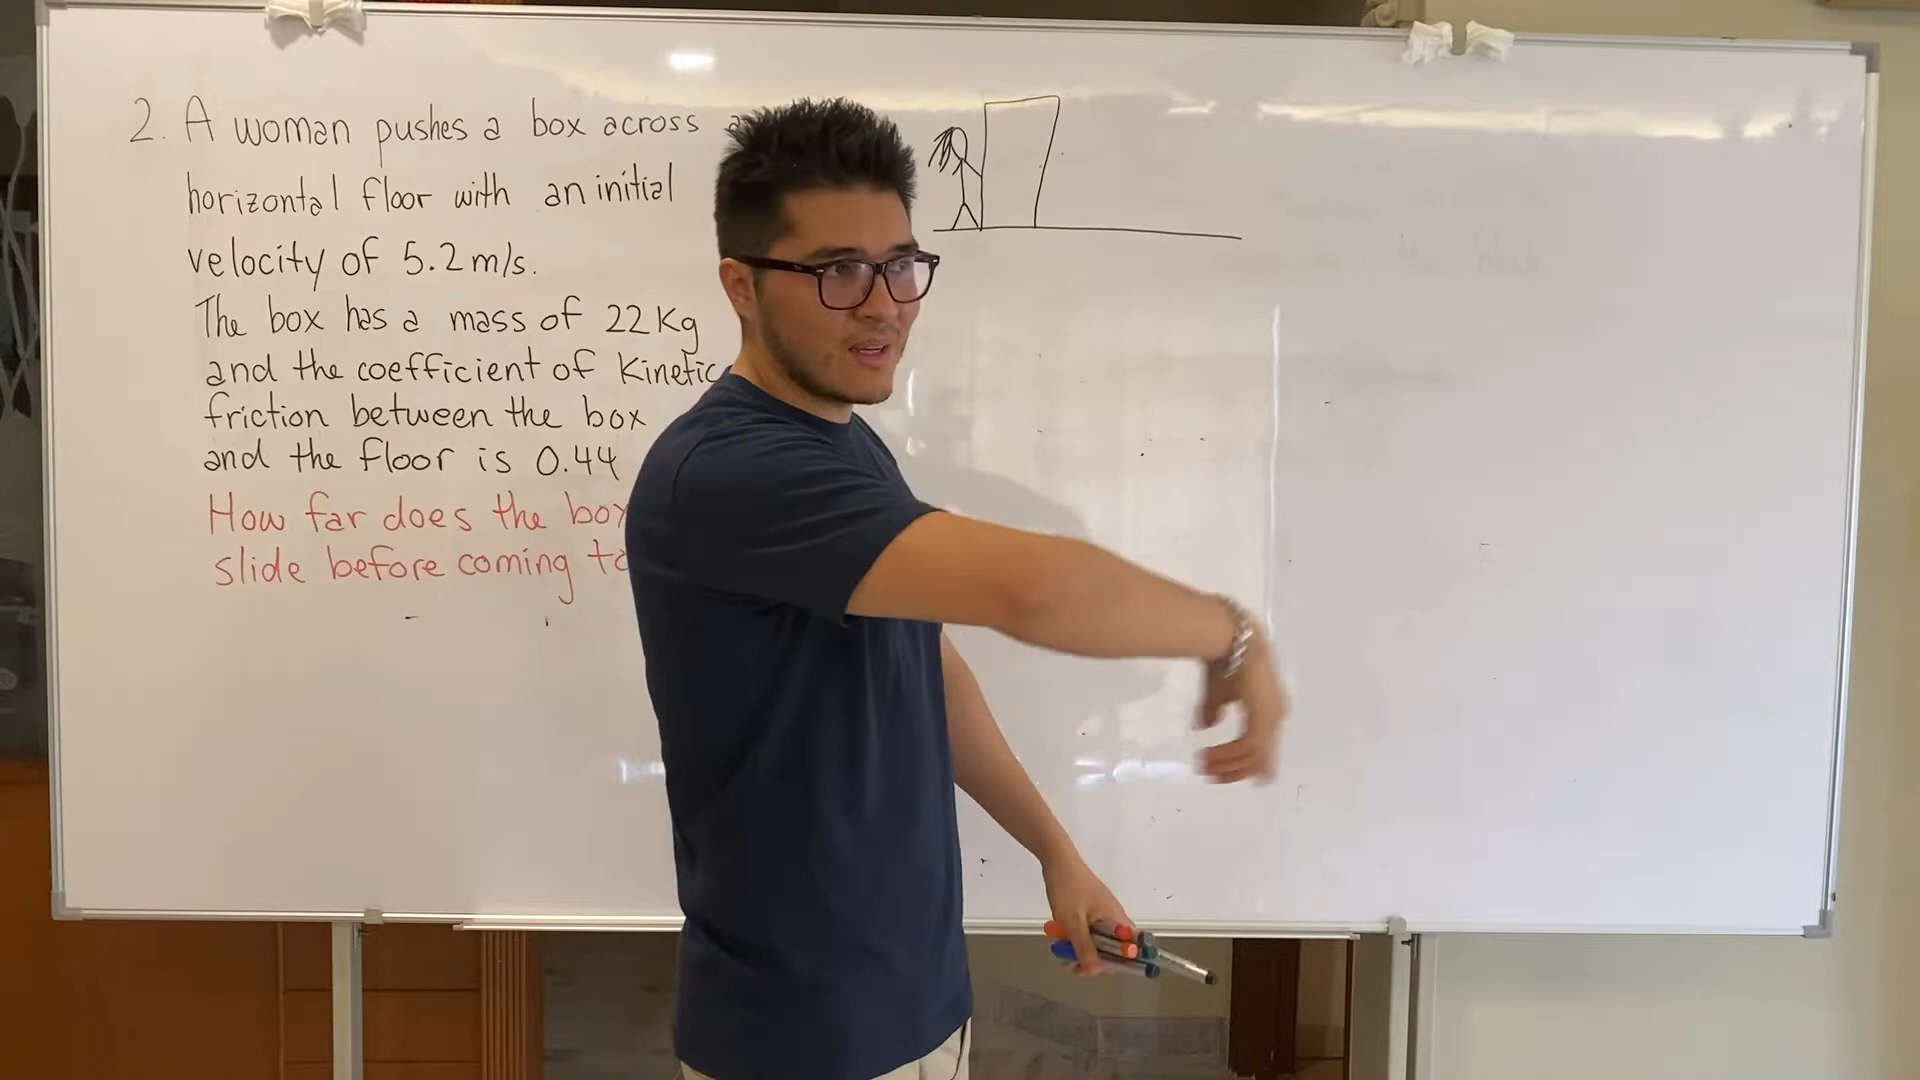 2. A woman pushes a box across
horizontal floor with an initial
velocity of 5.2 m/s.
The box has a mass of 22 Kg
and the coefficient of Kinetic
friction between the box
and the floor is 0.44
How far does the box
slide before coming to